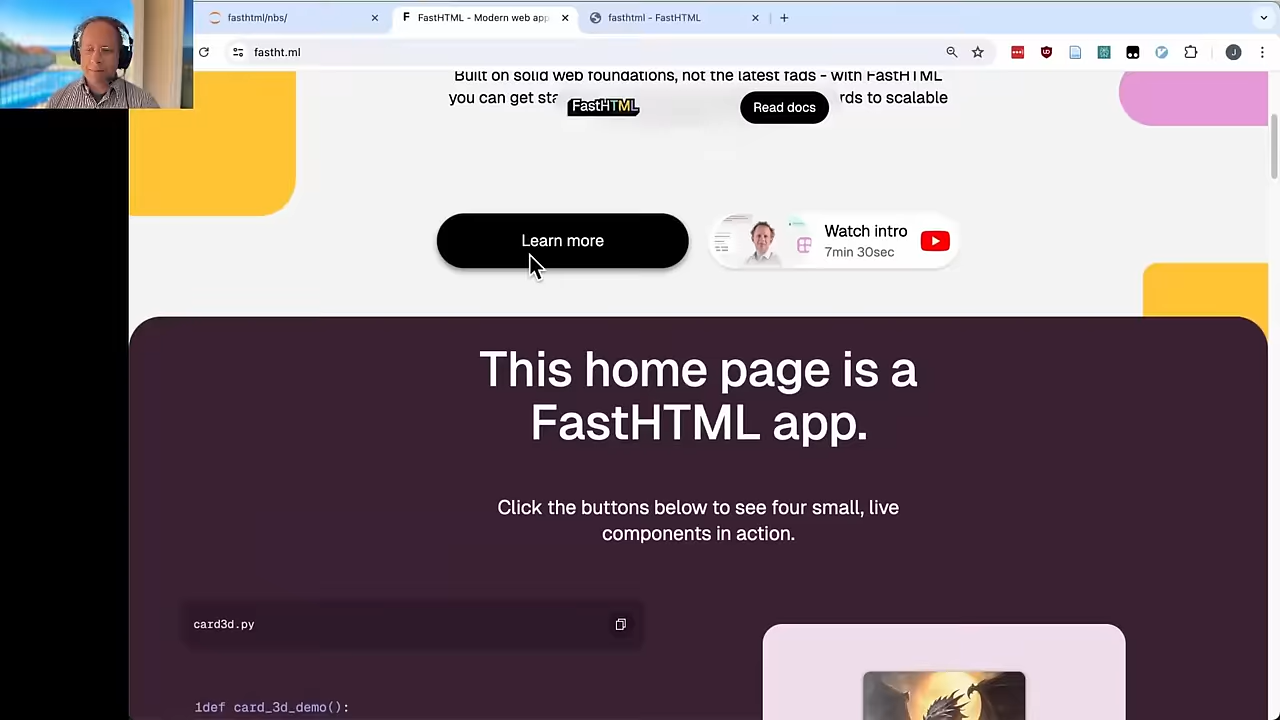 fasthtml/nbs/
FastHTML - Modern web app
fasthtml - FastHTML
fastht.ml
J
Built on solid web foundations, not the latest fads - with FastHTML
you can get sta
rds to scalable
FastHTML
Read docs
Learn more
Watch intro
7min 30sec
This home page is a
FastHTML app.
Click the buttons below to see four small, live
components in action.
card3d.py
1def card_3d_demo():